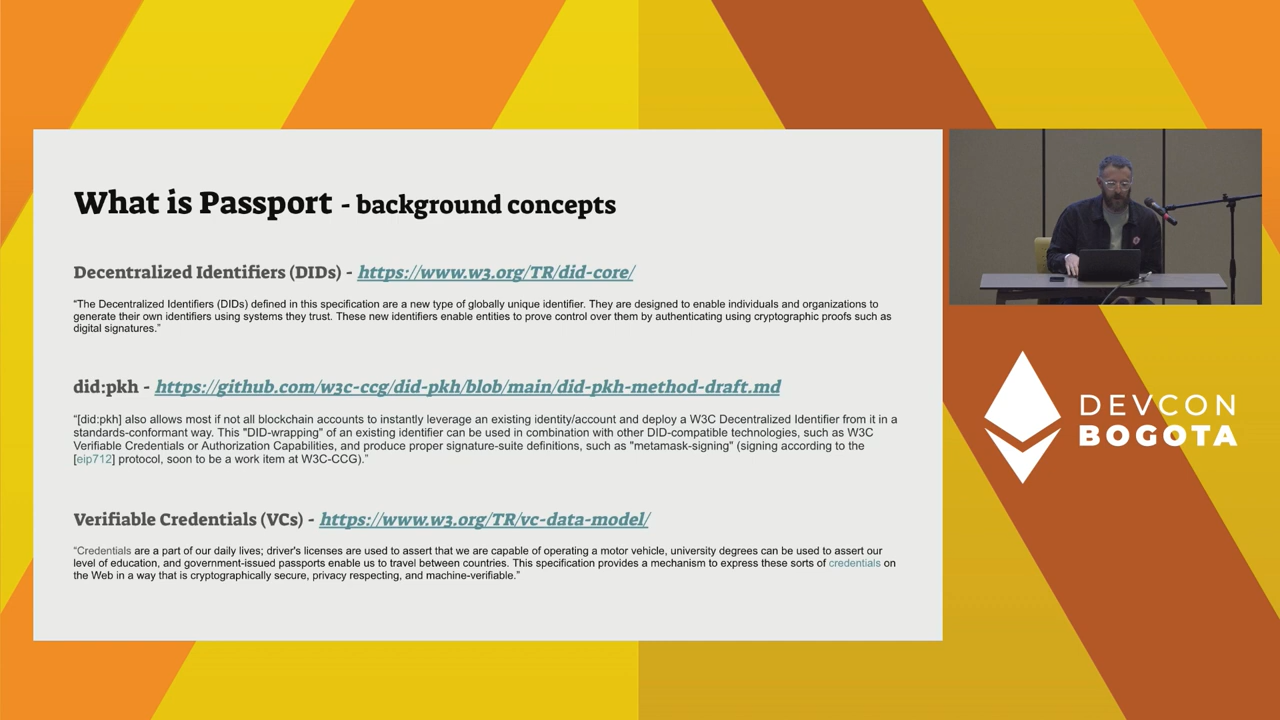 What is Passport - background concepts
Decentralized Identifiers (DIDs) - https://www.w3.org/TR/did-core/
“The Decentralized Identifiers (DIDs) defined in this specification are a new type of globally unique identifier. They are designed to enable individuals and organizations to
generate their own identifiers using systems they trust. These new identifiers enable entities to prove control over them by authenticating using cryptographic proofs such as
digital signatures.”
did:pkh - https://github.com/w3c-ccg/did-pkh/blob/main/did-pkh-method-draft.md
“[did:pkh] also allows most if not all blockchain accounts to instantly leverage an existing identity/account and deploy a W3C Decentralized Identifier from it in a
standards-conformant way. This "DID-wrapping" of an existing identifier can be used in combination with other DID-compatible technologies, such as W3C
Verifiable Credentials or Authorization Capabilities, and produce proper signature-suite definitions, such as "metamask-signing" (signing according to the
[eip712] protocol, soon to be a work item at W3C-CCG).”
Verifiable Credentials (VCs) - https://www.w3.org/TR/vc-data-model/
“Credentials are a part of our daily lives; driver's licenses are used to assert that we are capable of operating a motor vehicle, university degrees can be used to assert our
level of education, and government-issued passports enable us to travel between countries. This specification provides a mechanism to express these sorts of credentials on
the Web in a way that is cryptographically secure, privacy respecting, and machine-verifiable.”
DEVCON
BOGOTA